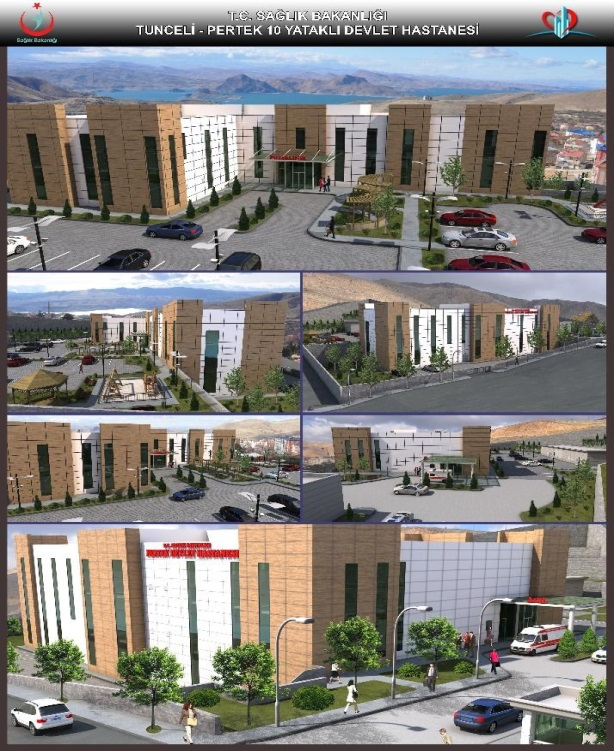 T.C. SAĞLIK BAKANLIĞI
TUNCELİ - PERTEK 10 YATAKLI DEVLET HASTANESİ
Sağlık Bakanlığı
PERTEK DEVLET HASTANESİ